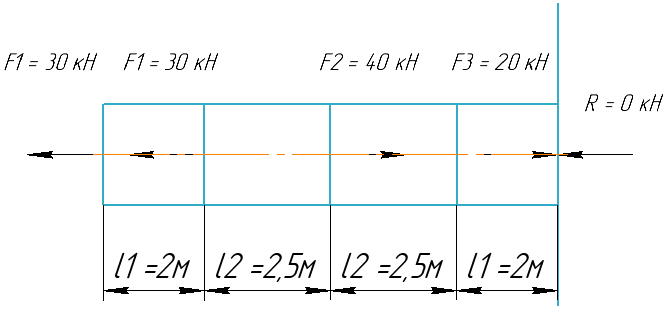 F1 = 30 кН F1 = 30 кН F2 = 40 кН F3 = 20 кН
R = 0 кН
l1 =2м l2 =2,5м l2 =2,5м l1 =2м